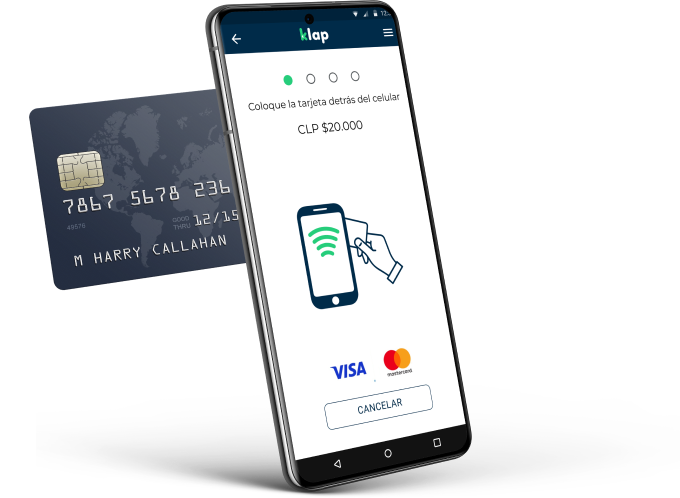 12:
klap
Coloque la tarjeta detrás del celular
CLP $20.000
7867 5678 236
49576
GOOD
THRU
12/15
M HARRY CALLAHAN
VISA
mastercard
CANCELAR